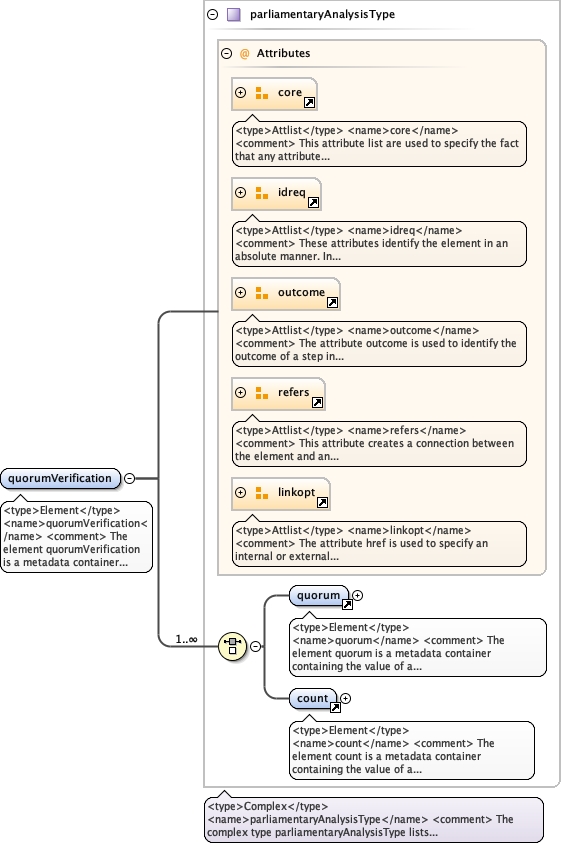 parliamentaryAnalysisType
@ Attributes
core
<type>Attlist</type> <name>core</name>
<comment> This attribute list are used to specify the fact
that any attribute...
idreq
<type>Attlist</type> <name>idreq</name>
<comment> These attributes identify the element in an
absolute manner. In...
outcome
<type>Attlist</type> <name>outcome</name>
<comment> The attribute outcome is used to identify the
outcome of a step in...
refers
<type>Attlist</type> <name>refers</name>
<comment> This attribute creates a connection between
the element and an...
linkopt
<type>Attlist</type> <name>linkopt</name>
<comment> The attribute href is used to specify an
internal or external...
quorumVerification
<type>Element</type>
<name>quorumVerification<
/name> <comment> The
element quorumVerification
is a metadata container...
1..∞
quorum
<type>Element</type>
<name>quorum</name> <comment> The
element quorum is a metadata container
containing the value of a...
count
<type>Element</type>
<name>count</name> <comment> The
element count is a metadata container
containing the value of a...
<type>Complex</type>
<name>parliamentaryAnalysisType</name> <comment> The
complex type parliamentaryAnalysisType lists...